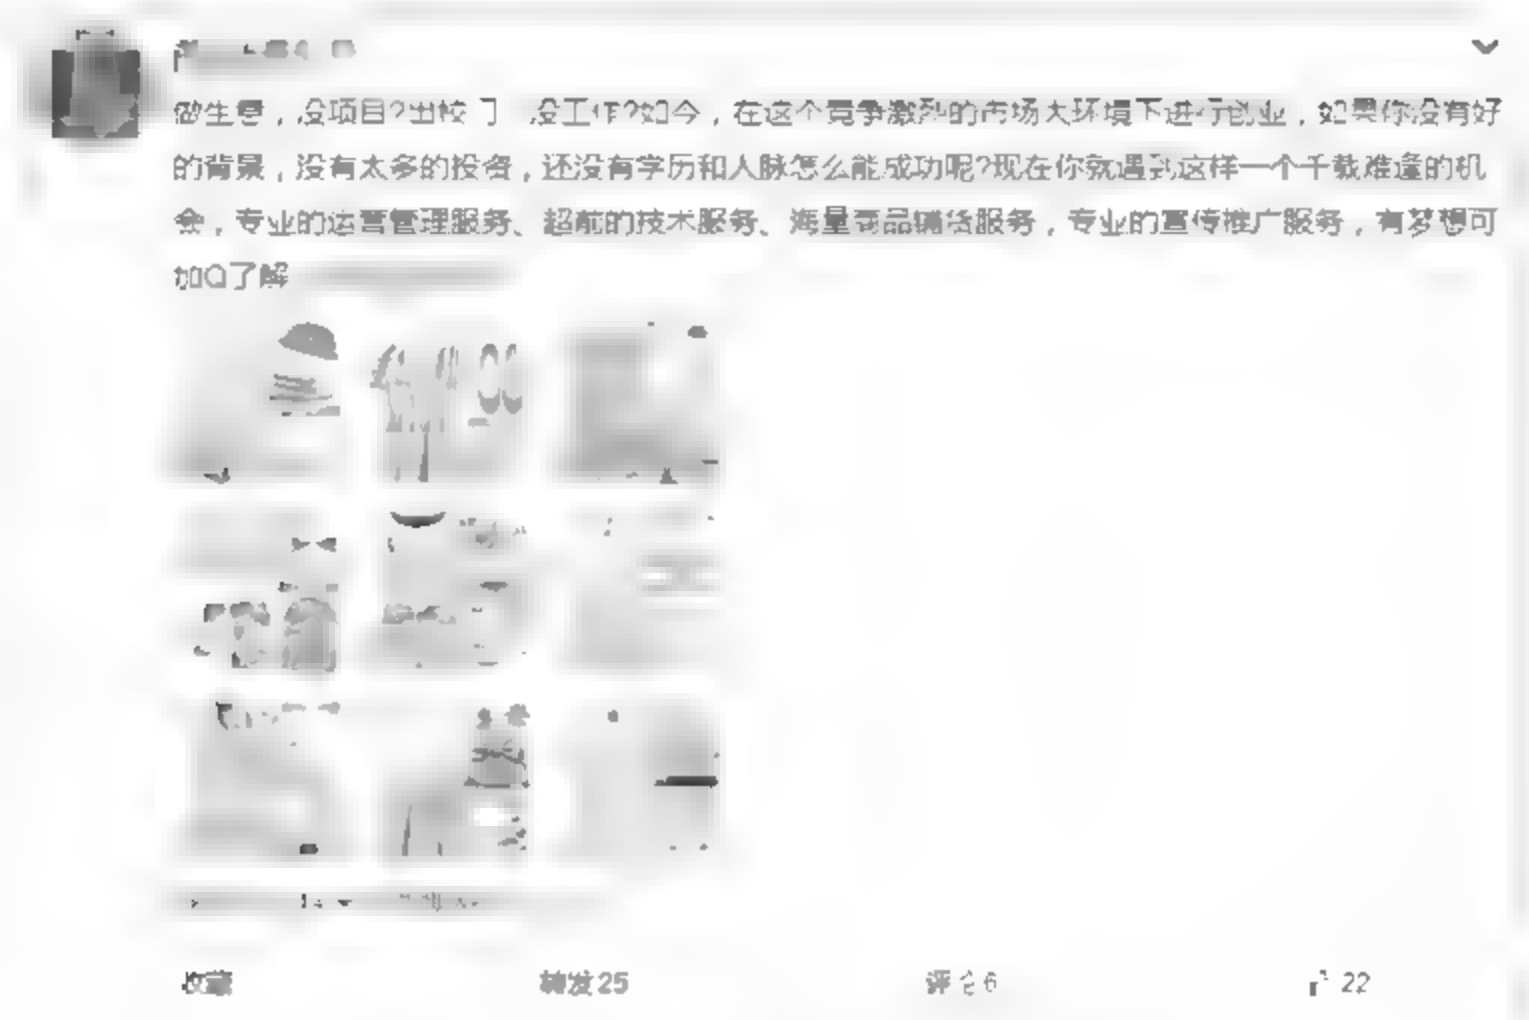 做生意，没项目?出校门 没工作?如今，在这个竞争激烈的市场大环境下进行创业，如果你没有好
的背景，没有太多的投资，还没有学历和人脉怎么能成功呢?现在你就遇到这样一个千载难逢的机
会，专业的运营管理服务、超前的技术服务、海量商品铺货服务，专业的宣传推广服务，有梦想可
加Q了解
收藏
转发 25
评论 6
22